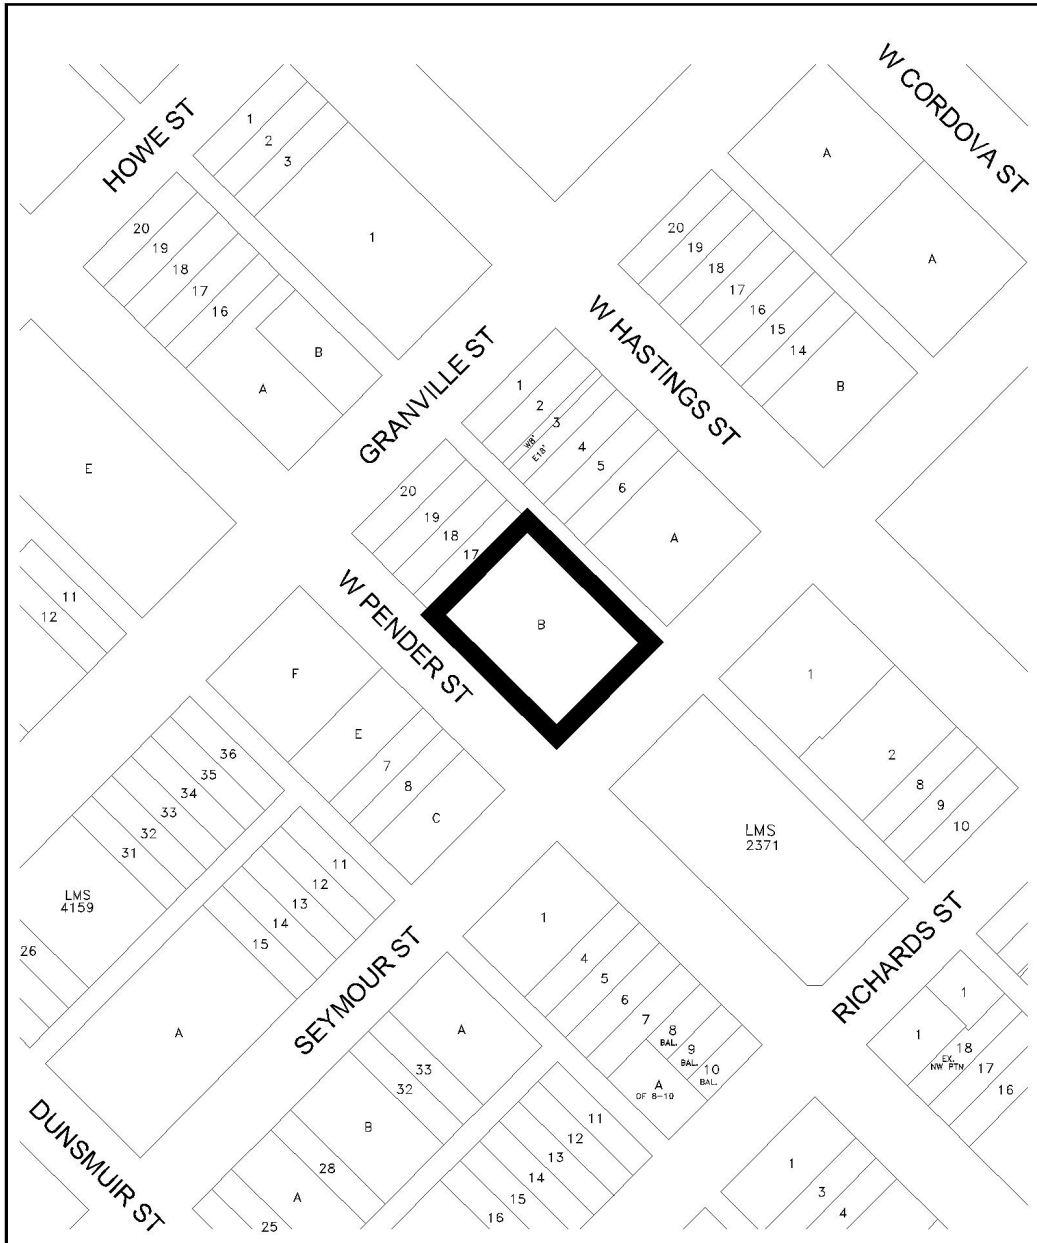 W CORDOVA ST
HOWE ST
1
2
3
1
A
A
20
19
18
17
16
B
A
20
19
18
17
16
15
14
B
W HASTINGS ST
GRANVILLE ST
1
2
3
W8'
E18'
4
5
6
A
E
20
19
18
17
B
11
12
W PENDER ST
F
E
7
8
C
1
2
8
9
10
36
35
34
33
32
31
LMS
4159
26
LMS
2371
11
12
13
14
15
A
SEYMOUR ST
RICHARDS ST
1
4
5
6
7
8
BAL.
9
BAL.
10
BAL.
A
OF 8-10
1
1
18
EX.
NW PTN
17
16
A
33
32
B
28
A
25
DUNSMUIR ST
11
12
13
14
15
16
1
3
4